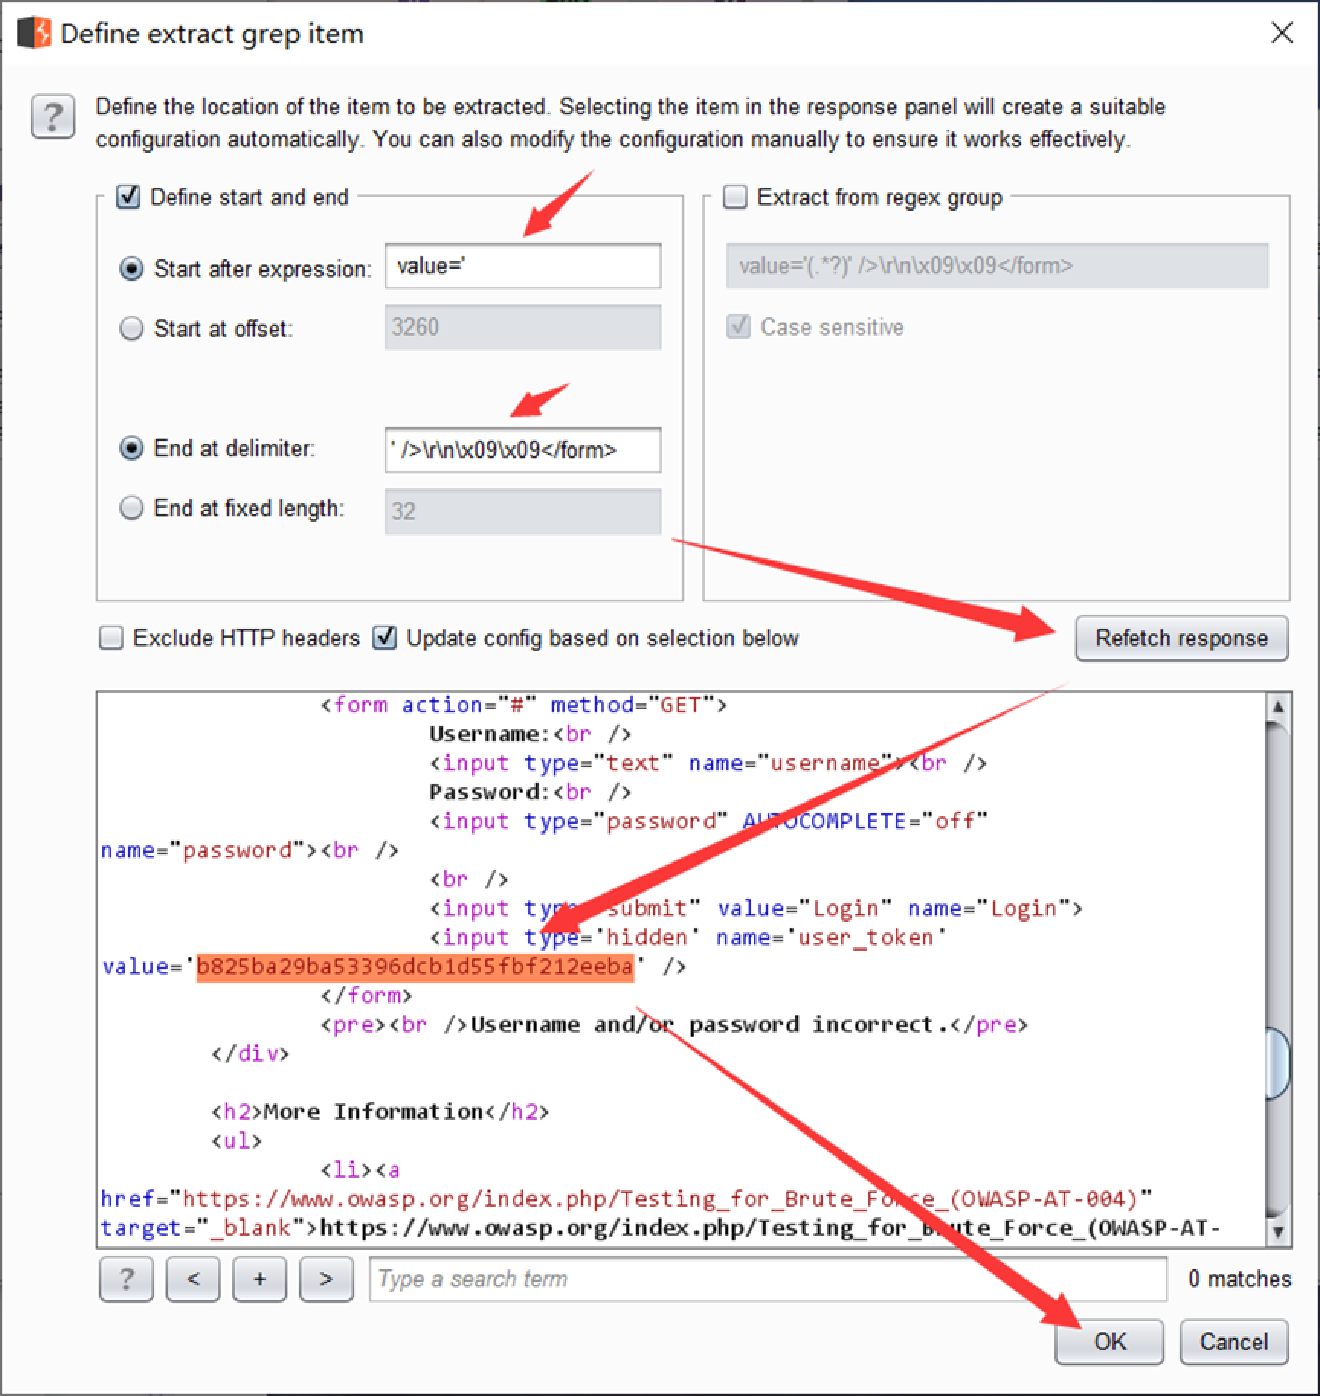 Define extract grep item
?
Define the location of the item to be extracted. Selecting the item in the response panel will create a suitable
configuration automatically. You can also modify the configuration manually to ensure it works effectively.
Define start and end
Extract from regex group
Start after expression: value='
value='(.*?)' />\r\n\x09\x09</form>
Start at offset: 3260
Case sensitive
End at delimiter: ' />\r\n\x09\x09</form>
End at fixed length: 32
Exclude HTTP headers Update config based on selection below Refetch response
<form action="#" method="GET">
Username:<br />
<input type="text" name="username"><br />
Password:<br />
<input type="password" AUTOCOMPLETE="off"
name="password"><br />
<br />
<input type="submit" value="Login" name="Login">
<input type='hidden' name='user_token'
value='b825ba29ba53396dcb1d55fbf212eeba' />
</form>
<pre><br />Username and/or password incorrect.</pre>
</div>
<h2>More Information</h2>
<ul>
<li><a
href="https://www.owasp.org/index.php/Testing_for_Brute_Force_(OWASP-AT-004)"
target="_blank">https://www.owasp.org/index.php/Testing_for_Brute_Force_(OWASP-AT-
? < + > Type a search term 0 matches
OK Cancel